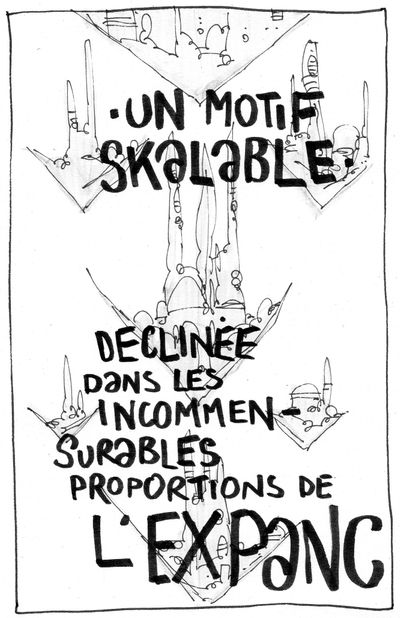 ·UN MOTIF
SKALABLE·
DECLINÉE
DANS LES
INCOMMEN-
SURABLES
PROPORTIONS DE
L'EXPANC